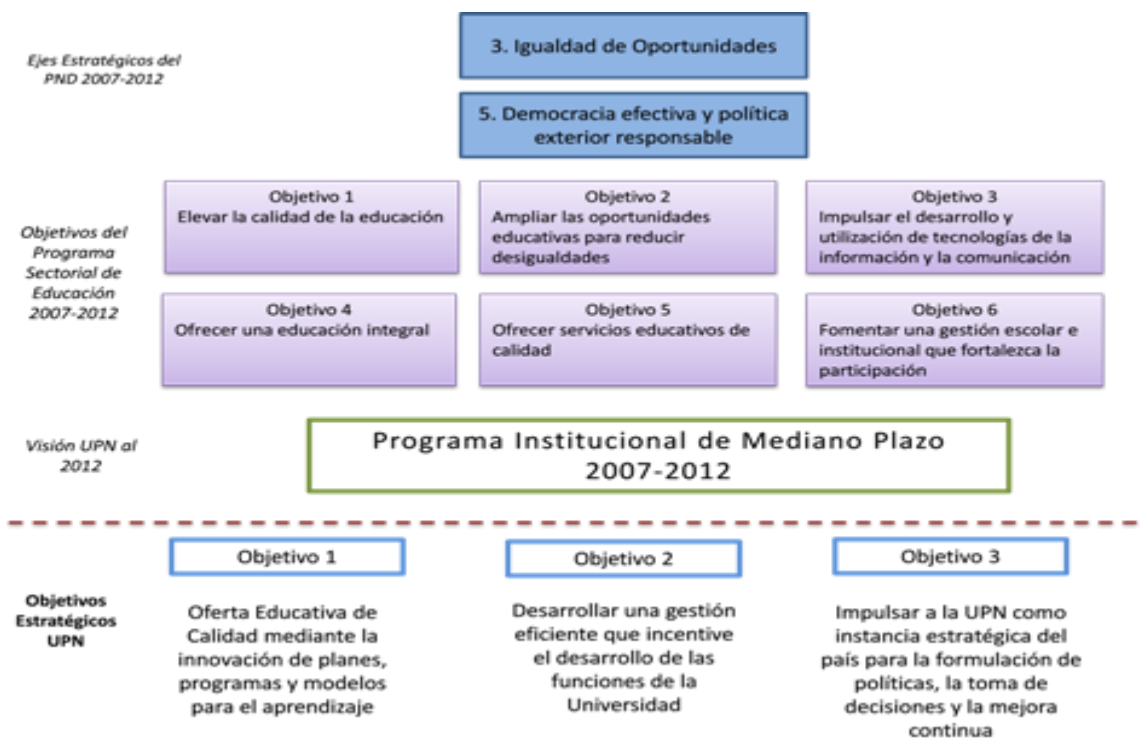 3. Igualdad de Oportunidades
Ejes Estratégicos del
PND 2007-2012
5. Democracia efectiva y política
exterior responsable
Objetivos del
Programa
Sectorial de
Educación
2007-2012
Objetivo 1
Elevar la calidad de la educación
Objetivo 2
Ampliar las oportunidades
educativas para reducir
desigualdades
Objetivo 3
Impulsar el desarrollo y
utilización de tecnologías de la
información y la comunicación
Objetivo 4
Ofrecer una educación integral
Objetivo 5
Ofrecer servicios educativos de
calidad
Objetivo 6
Fomentar una gestión escolar e
institucional que fortalezca la
participación
Visión UPN al
2012
Programa Institucional de Mediano Plazo
2007-2012
Objetivos
Estratégicos
UPN
Objetivo 1
Oferta Educativa de
Calidad mediante la
innovación de planes,
programas y modelos
para el aprendizaje
Objetivo 2
Desarrollar una gestión
eficiente que incentive
el desarrollo de las
funciones de la
Universidad
Objetivo 3
Impulsar a la UPN como
instancia estratégica del
país para la formulación de
políticas, la toma de
decisiones y la mejora
continua